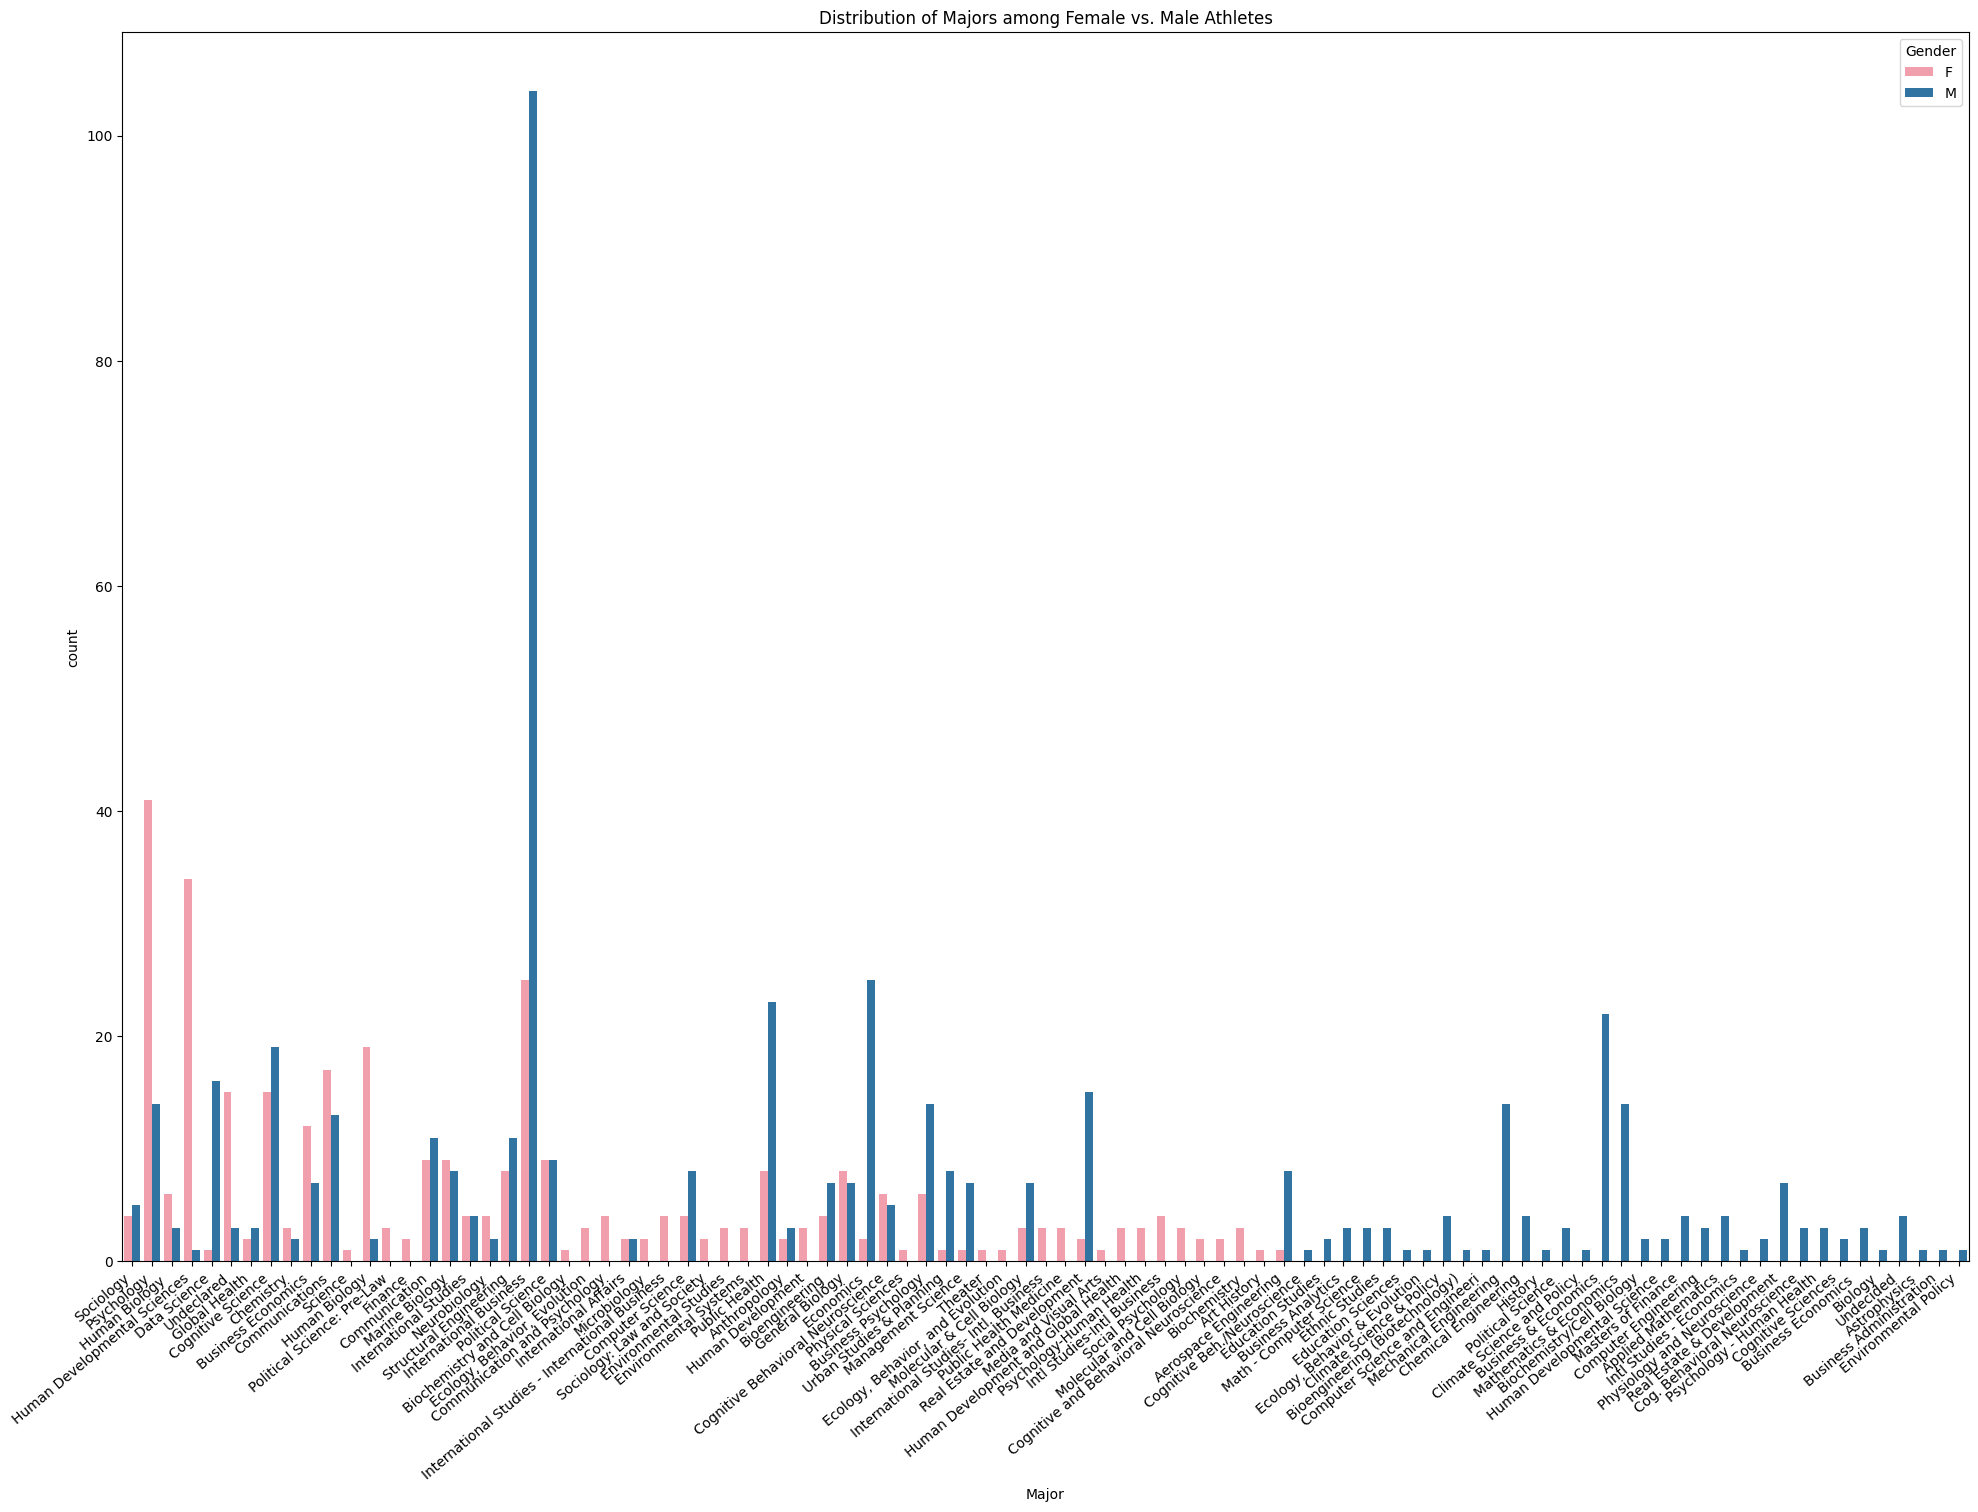 Distribution of Majors among Female vs. Male Athletes
Gender
F
M
100
80
60
40
20
0
count
Sociology
Psychology
Human Biology
Human Developmental Sciences
Data Science
Undeclared
Global Health
Cognitive Science
Chemistry
Business Economics
Communications
Science
Human Biology
Political Science: Pre-Law
Finance
Communication
Marine Biology
International Studies
Neurobiology
Structural Engineering
International Business
Political Science
Biochemistry and Cell Biology
Ecology, Behavior, Evolution
Communication and Psychology
International Affairs
Microbiology
International Studies - International Business
Computer Science
Sociology: Law and Society
Environmental Studies
Environmental Systems
Public Health
Anthropology
Human Development
Bioengineering
General Biology
Economics
Cognitive Behavioral Neuroscience
Physical Sciences
Business Psychology
Urban Studies & Planning
Management Science
Theater
Ecology, Behavior, and Evolution
Molecular & Cell Biology
International Studies- Intl, Business
Public Health Medicine
Real Estate and Development
Media and Visual Arts
Human Development and Global Health
Psychology-Human Health
Intl Studies-Intl Business
Social Psychology
Molecular and Cell Biology
Cognitive and Behavioral Neuroscience
Biochemistry
Art History
Aerospace Engineering
Cognitive Beh./Neuroscience
Education Studies
Business Analytics
Math - Computer Science
Ethnic Studies
Education Sciences
Ecology, Behavior & Evolution
Climate Science & Policy
Bioengineering (Biotechnology)
Computer Science and Engineeri
Mechanical Engineering
Chemical Engineering
History
Political Science
Climate Science and Policy
Business & Economics
Mathematics & Economics
Biochemistry/Cell Biology
Human Developmental Science
Masters of Finance
Computer Engineering
Applied Mathematics
Intl Studies - Economics
Physiology and Neuroscience
Real Estate & Development
Cog. Behavioral Neuroscience
Psychology - Human Health
Cognitive Sciences
Business Economics
Biology
Undecided
Astrophysics
Business Administration
Environmental Policy
Major